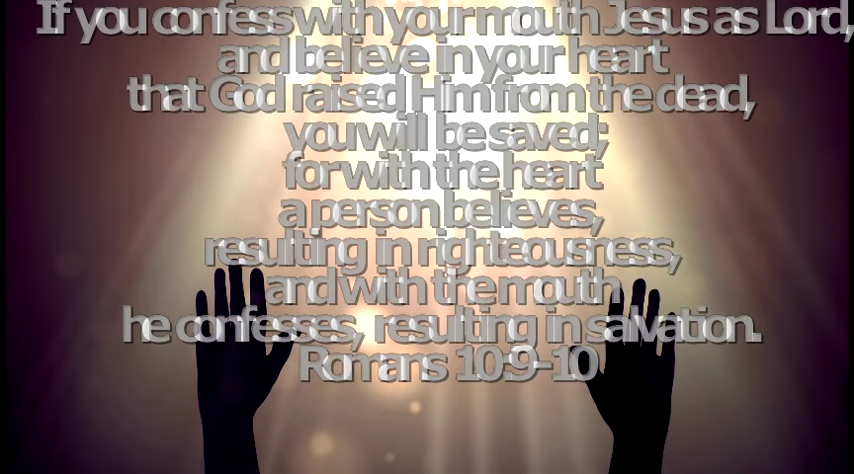 If you confess with your mouth Jesus as Lord,
and believe in your heart
that God raised Him from the dead,
you will be saved;
for with the heart
a person believes,
resulting in righteousness,
and with the mouth
he confesses, resulting in salvation.
Romans 10:9-10